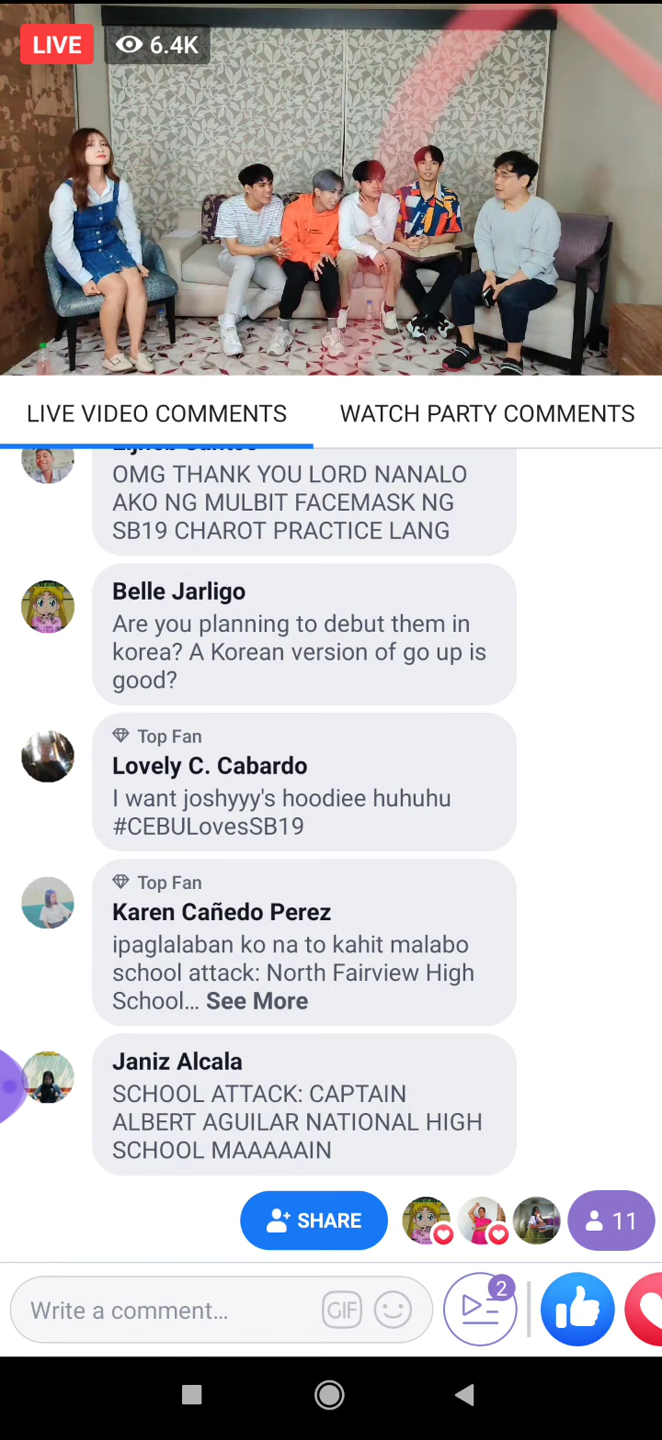 LIVE
6.4K
LIVE VIDEO COMMENTS
WATCH PARTY COMMENTS
OMG THANK YOU LORD NANALO
AKO NG MULBIT FACEMASK NG
SB19 CHAROT PRACTICE LANG
Belle Jarligo
Are you planning to debut them in
korea? A Korean version of go up is
good?
Top Fan
Lovely C. Cabardo
I want joshyyy's hoodiee huhuhu
#CEBULovesSB19
Top Fan
Karen Cañedo Perez
ipaglalaban ko na to kahit malabo
school attack: North Fairview High
School... See More
Janiz Alcala
SCHOOL ATTACK: CAPTAIN
ALBERT AGUILAR NATIONAL HIGH
SCHOOL MAAAAAIN
SHARE
11
Write a comment...
GIF
2